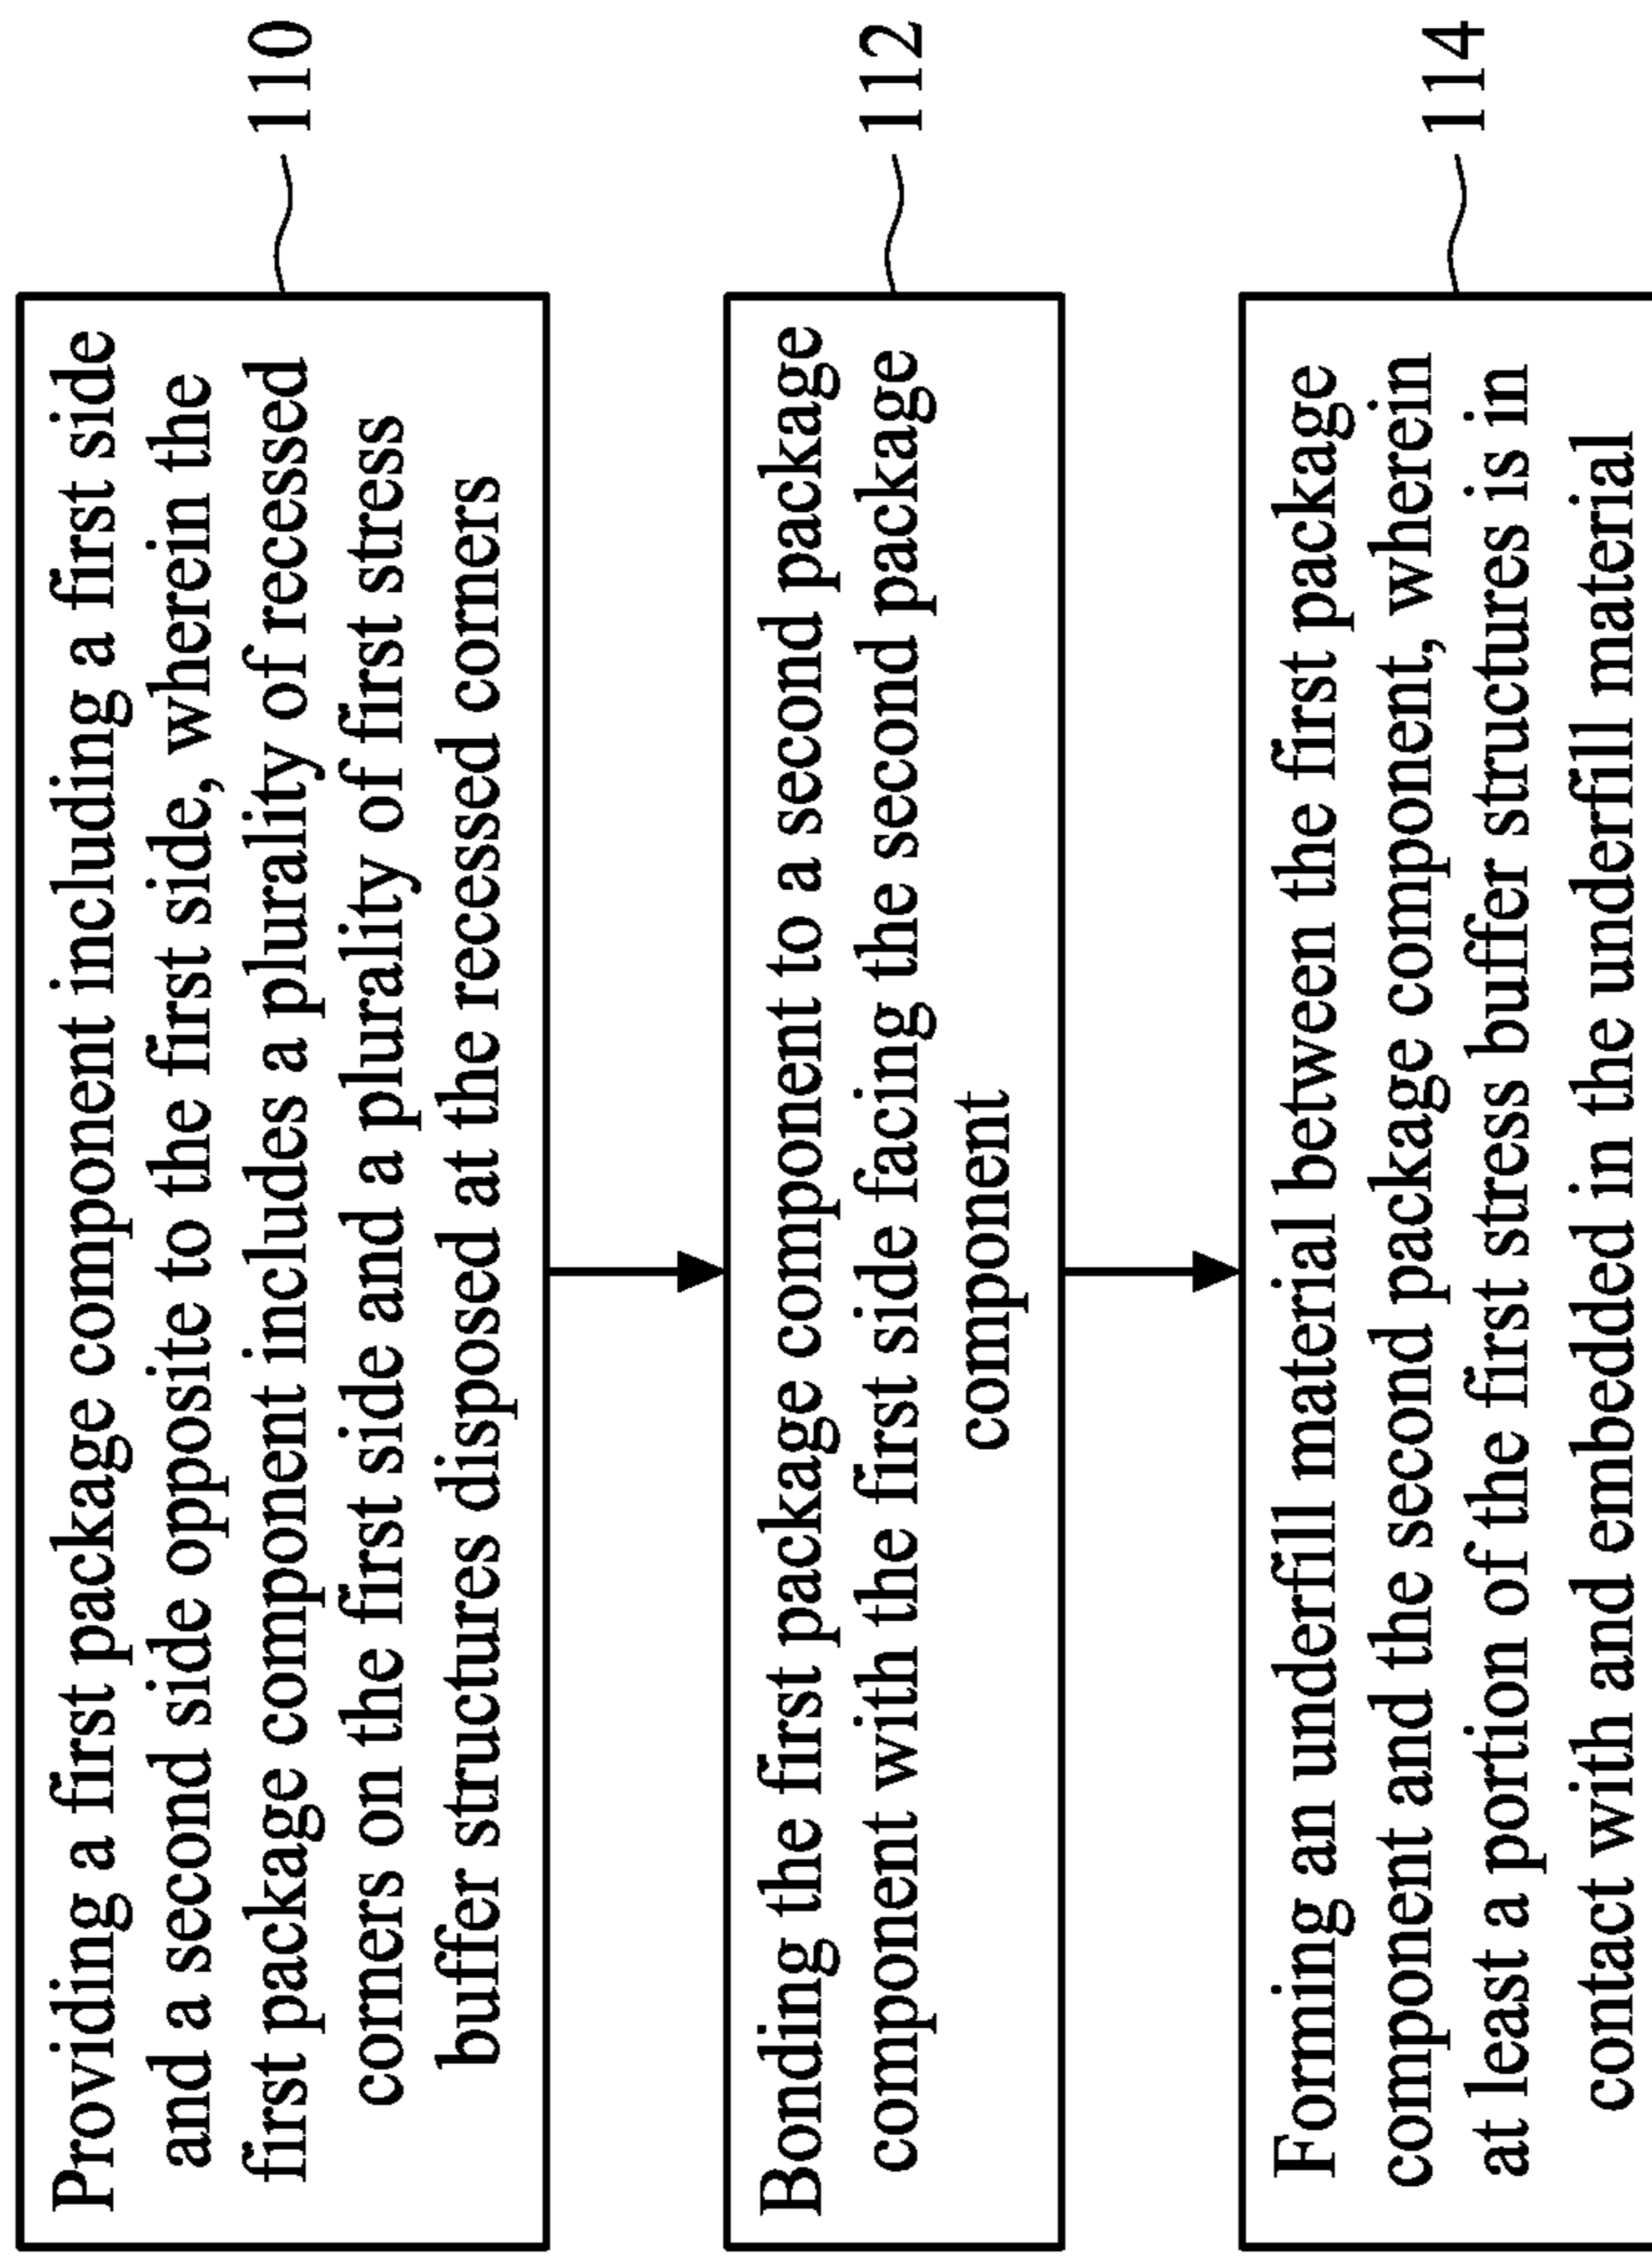 Providing a first package component including a first side
and a second side opposite to the first side, wherein the
first package component includes a plurality of recessed
corners on the first side and a plurality of first stress
buffer structures disposed at the recessed corners
110
Bonding the first package component to a second package
component with the first side facing the second package
component
112
Forming an underfill material between the first package
component and the second package component, wherein
at least a portion of the first stress buffer structures is in
contact with and embedded in the underfill material
114